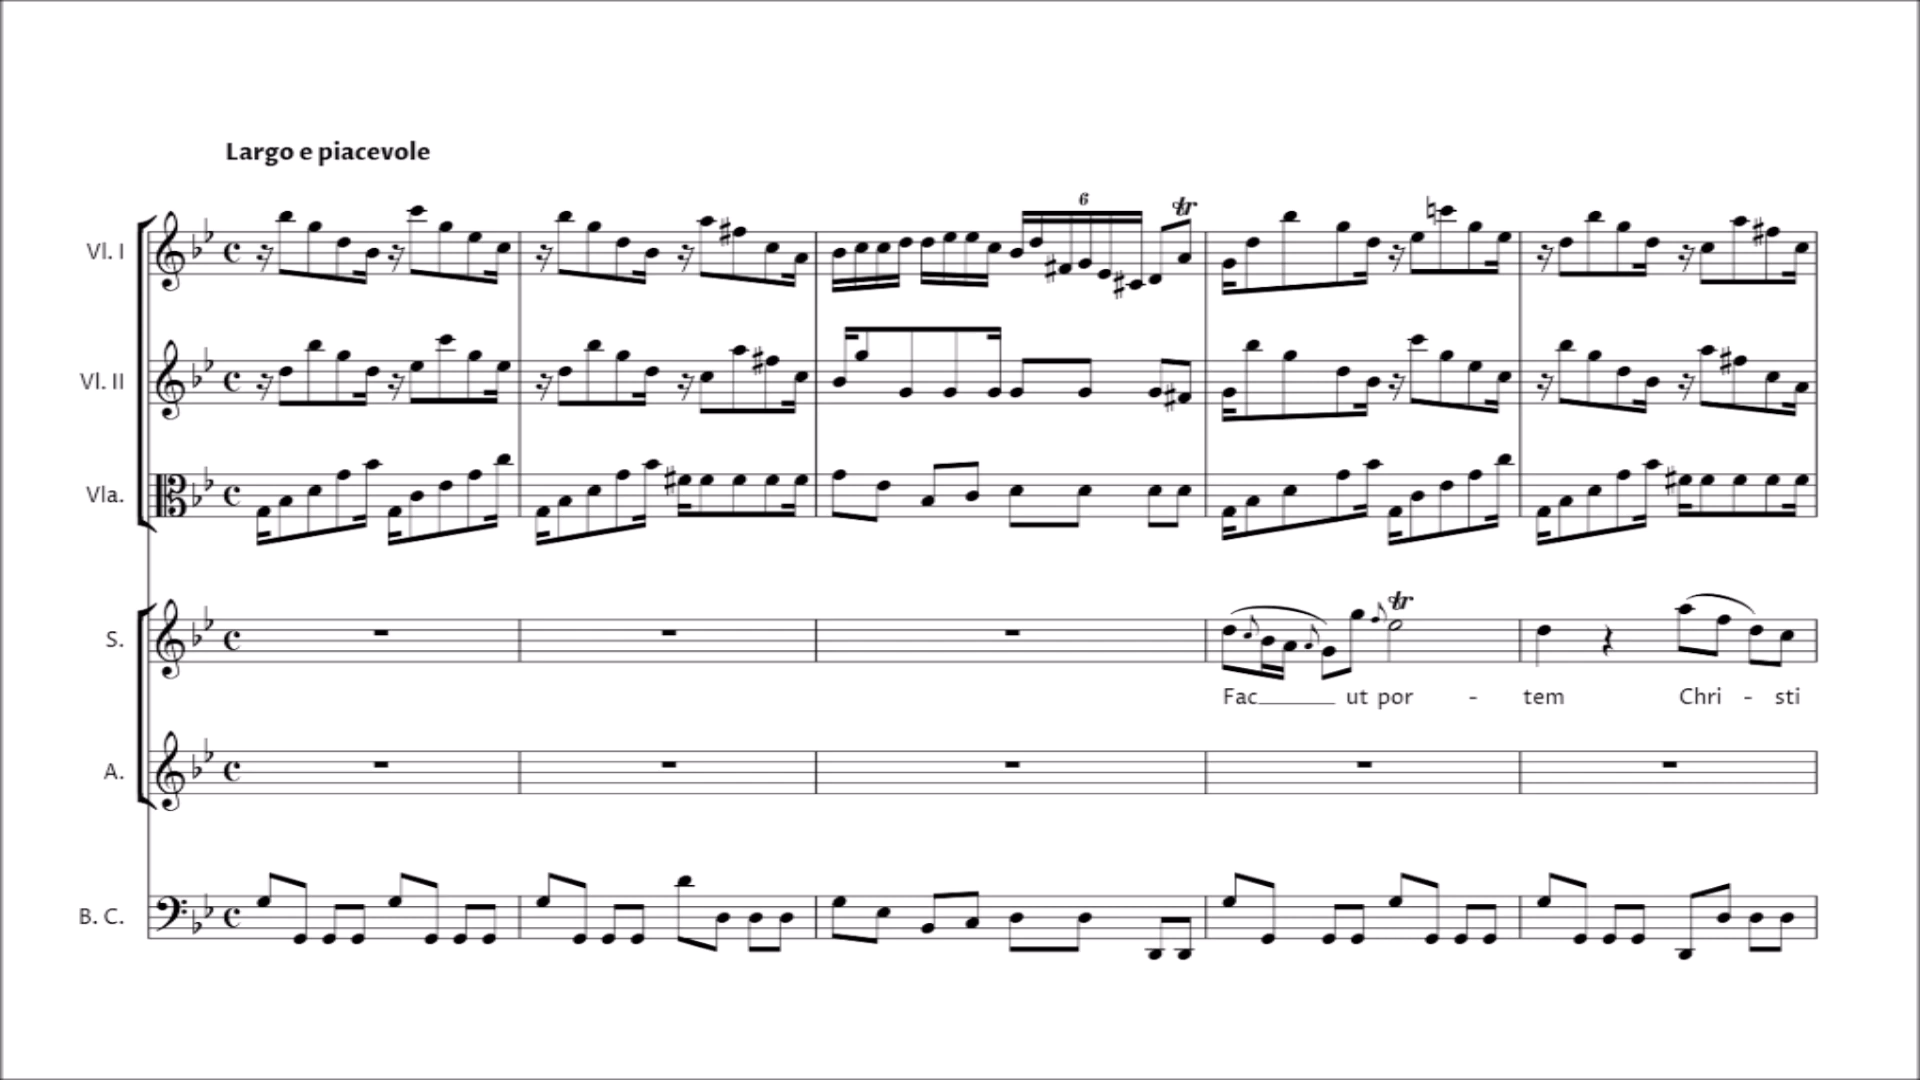 Largo e piacevole
6
tr
Vl. I
Vl. II
Vla.
tr
S.
Fac ut por - tem Chri - sti
A.
B. C.